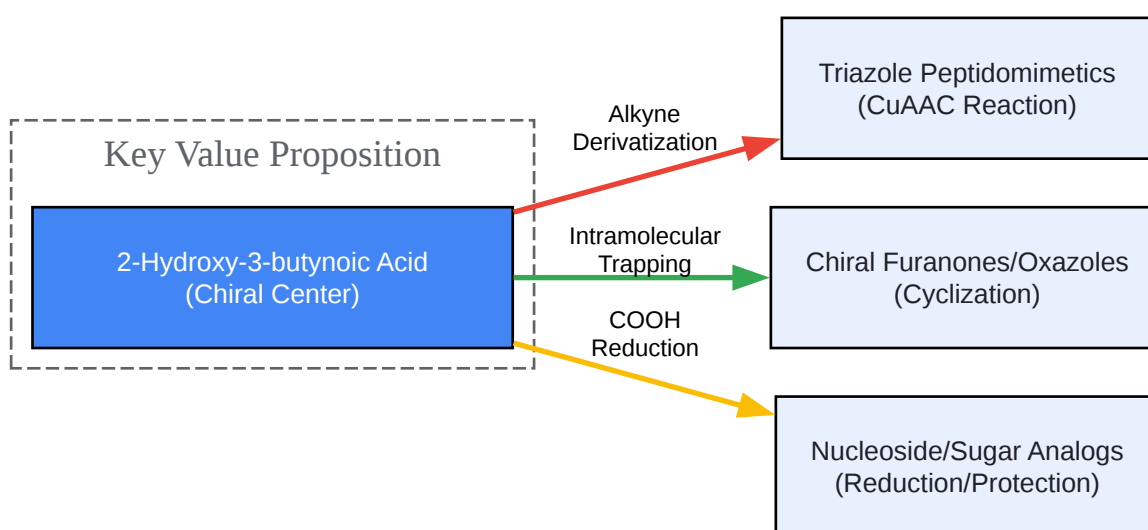 Key Value Proposition
2-Hydroxy-3-butynoic Acid
(Chiral Center)
Alkyne
Derivatization
Intramolecular
Trapping
COOH
Reduction
Triazole Peptidomimetics
(CuAAC Reaction)
Chiral Furanones/Oxazoles
(Cyclization)
Nucleoside/Sugar Analogs
(Reduction/Protection)